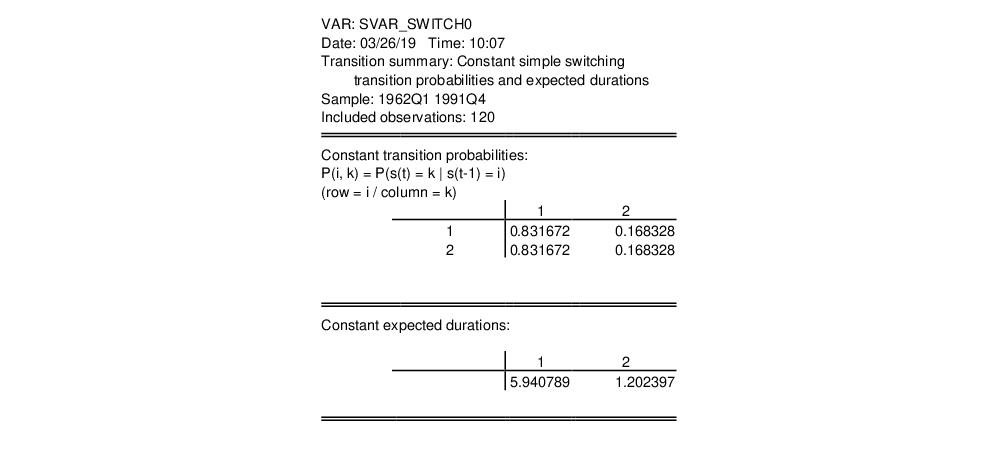 VAR: SVAR_SWITCH0
Date: 03/26/19 Time: 10:07
Transition summary: Constant simple switching
transition probabilities and expected durations
Sample: 1962Q1 1991Q4
Included observations: 120
Constant transition probabilities:
P(i, k) = P(s(t) = k | s(t-1) = i)
(row = i / column = k)
1 2
1 0.831672 0.168328
2 0.831672 0.168328
Constant expected durations:
1 2
5.940789 1.202397